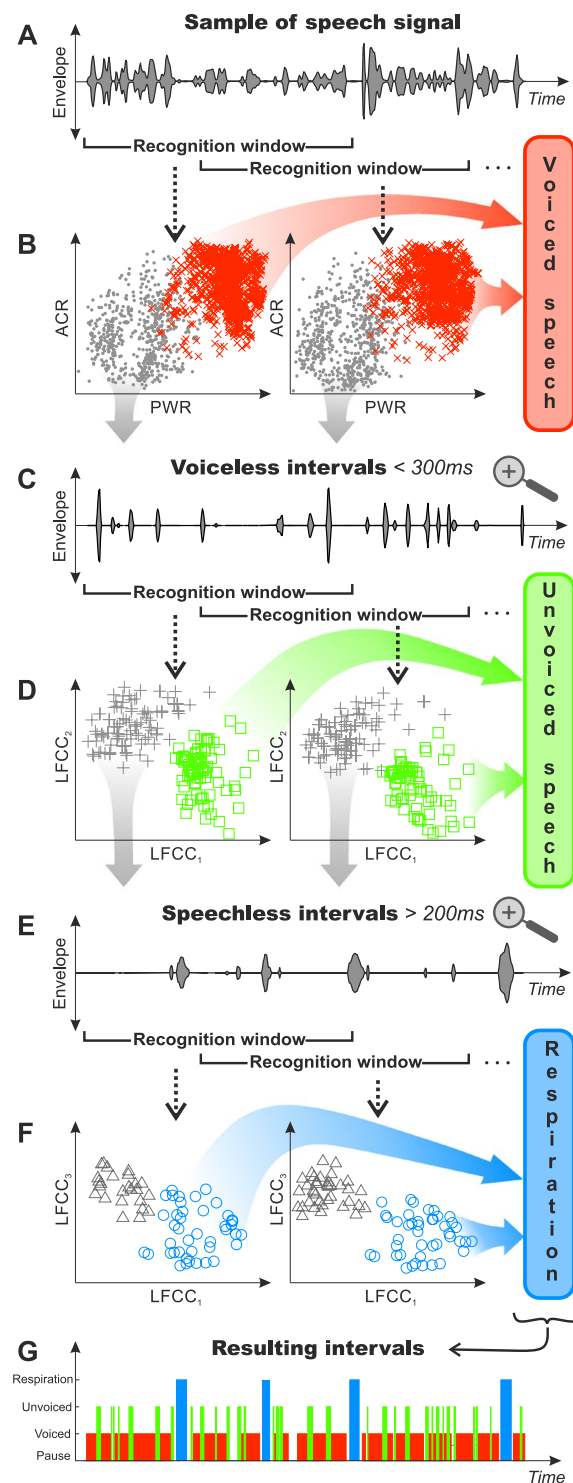 A
Sample of speech signal
Envelope
Time
Recognition window
Recognition window
...
Voiced speech
B
ACR
PWR
ACR
PWR
C
Voiceless intervals < 300ms
Envelope
Time
Recognition window
Recognition window
...
Unvoiced speech
D
LFCC₂
LFCC₁
LFCC₂
LFCC₁
E
Speechless intervals > 200ms
Envelope
Time
Recognition window
Recognition window
...
Respiration
F
LFCC₃
LFCC₁
LFCC₃
LFCC₁
G
Resulting intervals
Respiration
Unvoiced
Voiced
Pause
Time